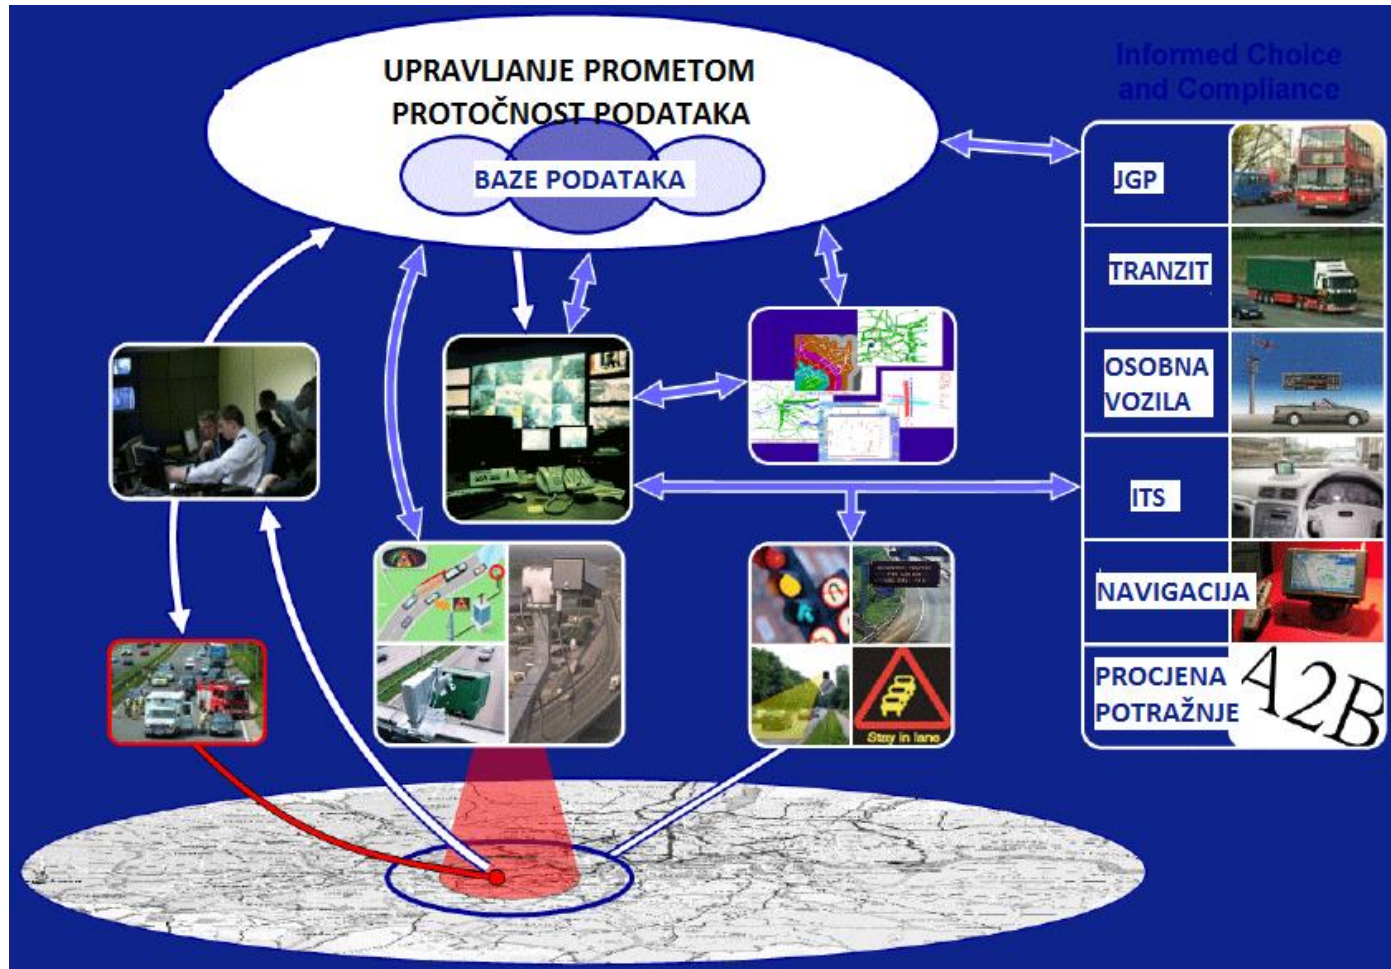 UPRAVLJANJE PROMETOM
PROTOČNOST PODATAKA
BAZE PODATAKA
Informed Choice
and Compliance
JGP
TRANZIT
OSOBNA
VOZILA
ITS
NAVIGACIJA
PROCJENA
POTRAŽNJE
A2B
Stay in lane